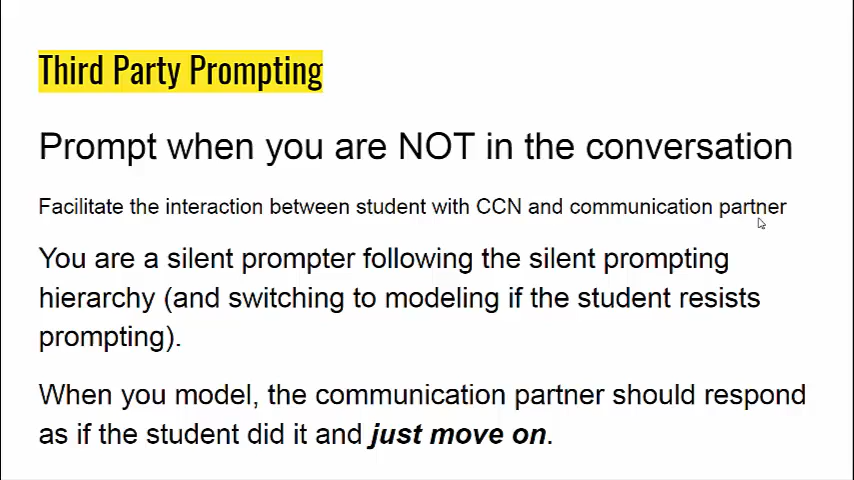 Third Party Prompting
Prompt when you are NOT in the conversation
Facilitate the interaction between student with CCN and communication partner
You are a silent prompter following the silent prompting
hierarchy (and switching to modeling if the student resists
prompting).
When you model, the communication partner should respond
as if the student did it and just move on.